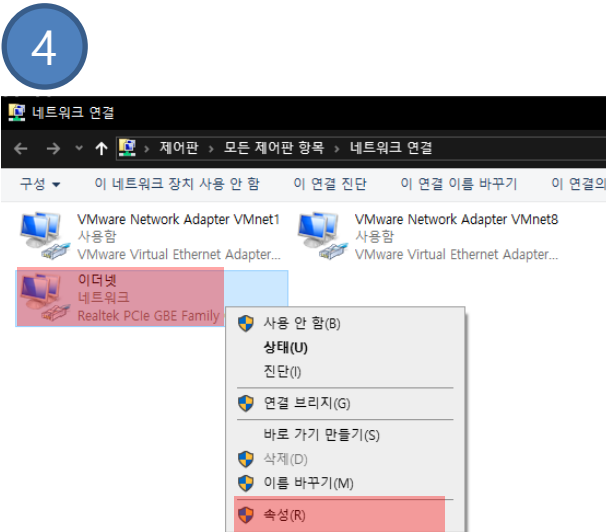 4
네트워크 연결
제어판 › 모든 제어판 항목 › 네트워크 연결
구성 이 네트워크 장치 사용 안 함 이 연결 진단 이 연결 이름 바꾸기 이 연결의
VMware Network Adapter VMnet1
사용함
VMware Virtual Ethernet Adapter...
VMware Network Adapter VMnet8
사용함
VMware Virtual Ethernet Adapter...
이더넷
네트워크
Realtek PCIe GBE Family
사용 안 함(B)
상태(U)
진단(I)
연결 브리지(G)
바로 가기 만들기(S)
삭제(D)
이름 바꾸기(M)
속성(R)